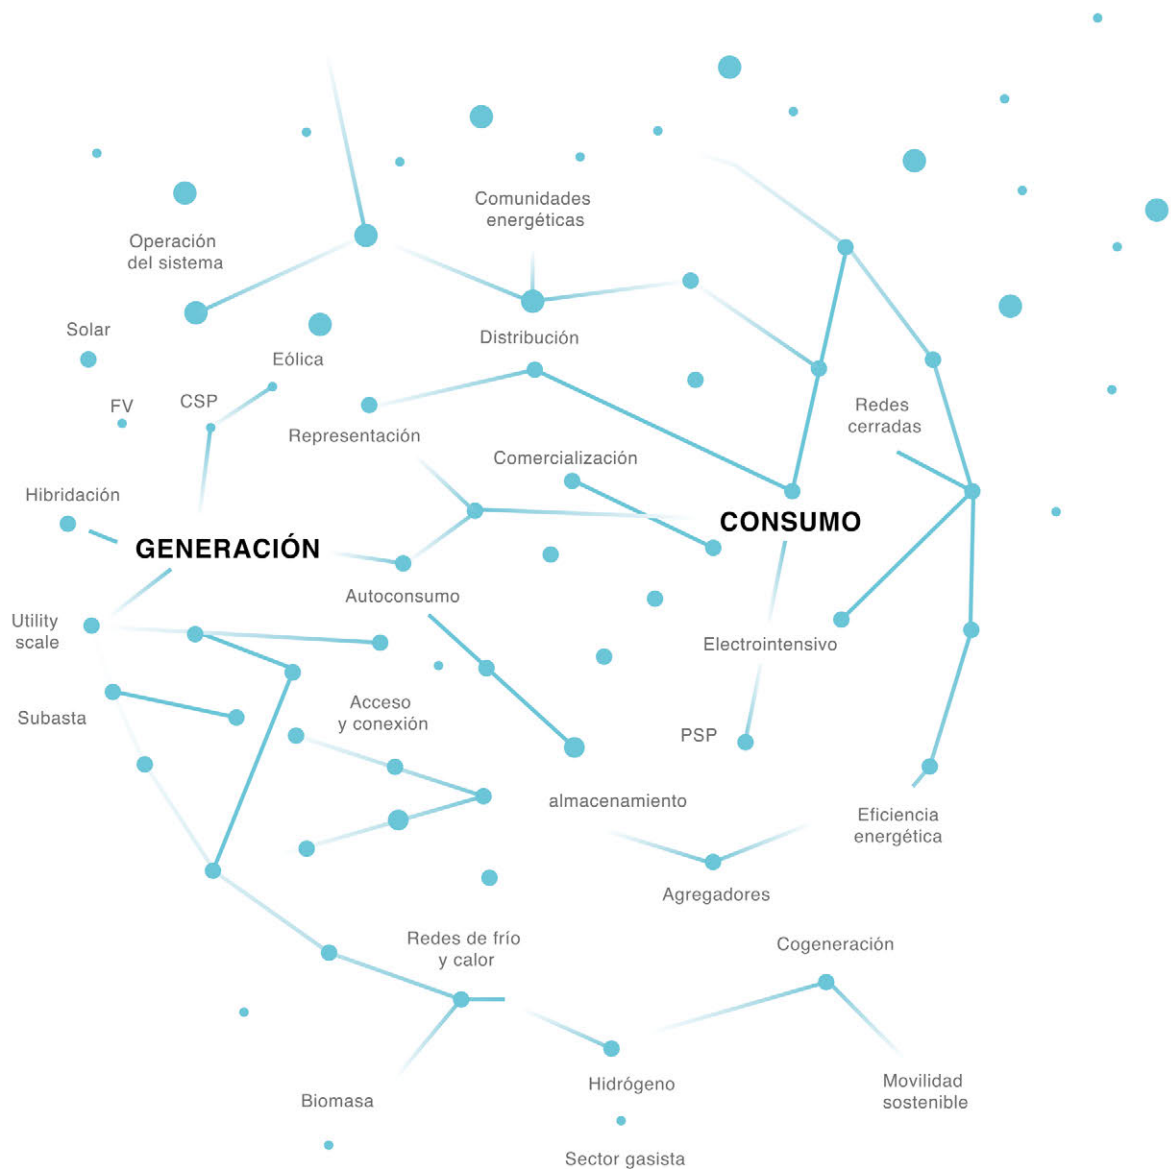 Comunidades
energéticas
Operación
del sistema
Solar
Distribución
Eólica
FV
CSP
Redes
cerradas
Representación
Comercialización
Hibridación
CONSUMO
GENERACIÓN
Autoconsumo
Utility
scale
Electrointensivo
Acceso
y conexión
Subasta
PSP
almacenamiento
Eficiencia
energética
Agregadores
Redes de frío
y calor
Cogeneración
Hidrógeno
Movilidad
sostenible
Biomasa
Sector gasista